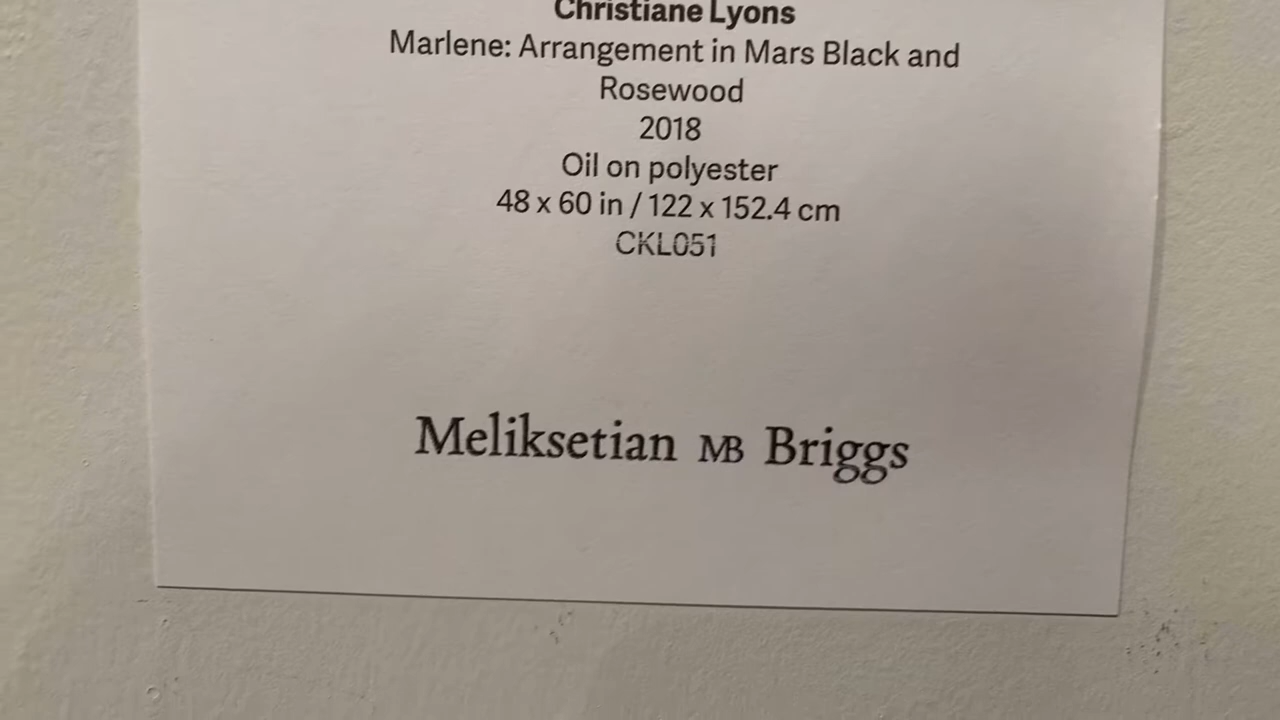 Christiane Lyons
Marlene: Arrangement in Mars Black and
Rosewood
2018
Oil on polyester
48 x 60 in / 122 x 152.4 cm
CKL051
Meliksetian MB Briggs